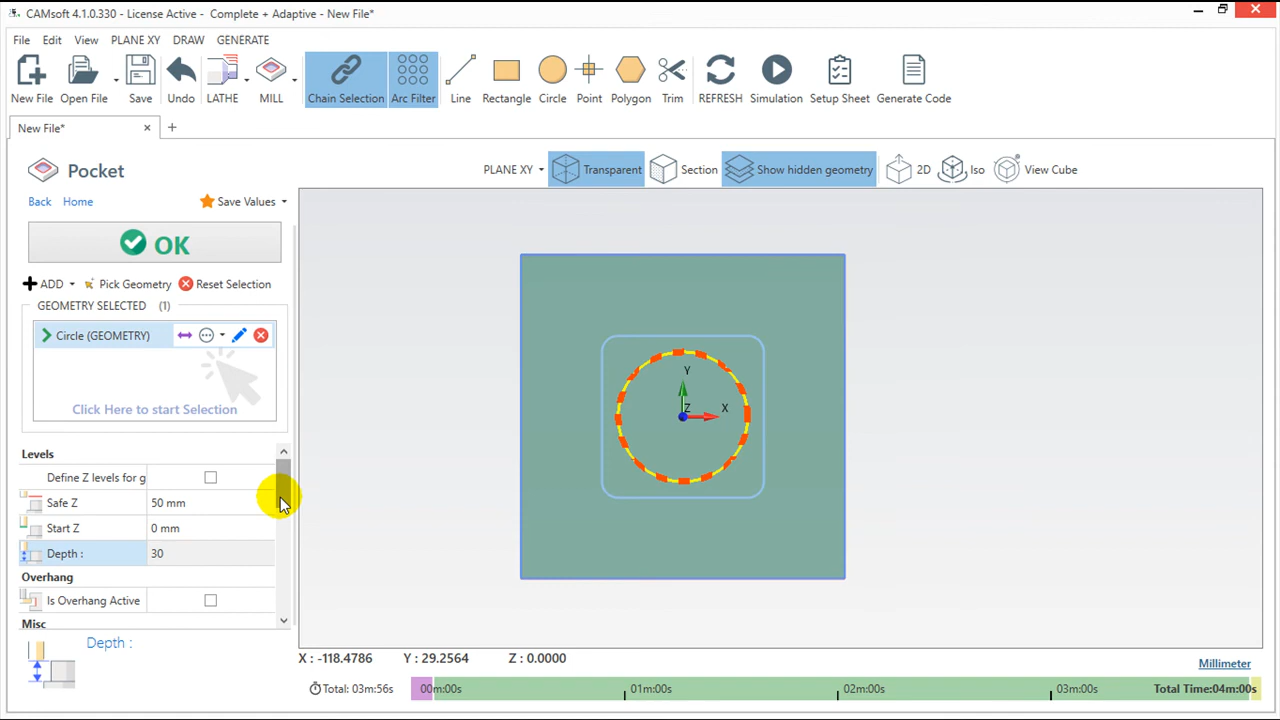 CAMsoft 4.1.0.330 - License Active -  Complete + Adaptive - New File*
File Edit View PLANE XY DRAW GENERATE
New File Open File Save Undo LATHE MILL Chain Selection Arc Filter Line Rectangle Circle Point Polygon Trim REFRESH Simulation Setup Sheet Generate Code
New File*
Pocket
PLANE XY Transparent Section Show hidden geometry 2D Iso View Cube
Back Home Save Values
OK
ADD Pick Geometry Reset Selection
GEOMETRY SELECTED (1)
Circle (GEOMETRY)
Click Here to start Selection
Y
X
Z
Levels
Define Z levels for g
Safe Z 50 mm
Start Z 0 mm
Depth : 30
Overhang
Is Overhang Active
Misc
Depth :
X : -118.4786 Y : 29.2564 Z : 0.0000
Millimeter
Total: 03m:56s 00m:00s 01m:00s 02m:00s 03m:00s Total Time:04m:00s